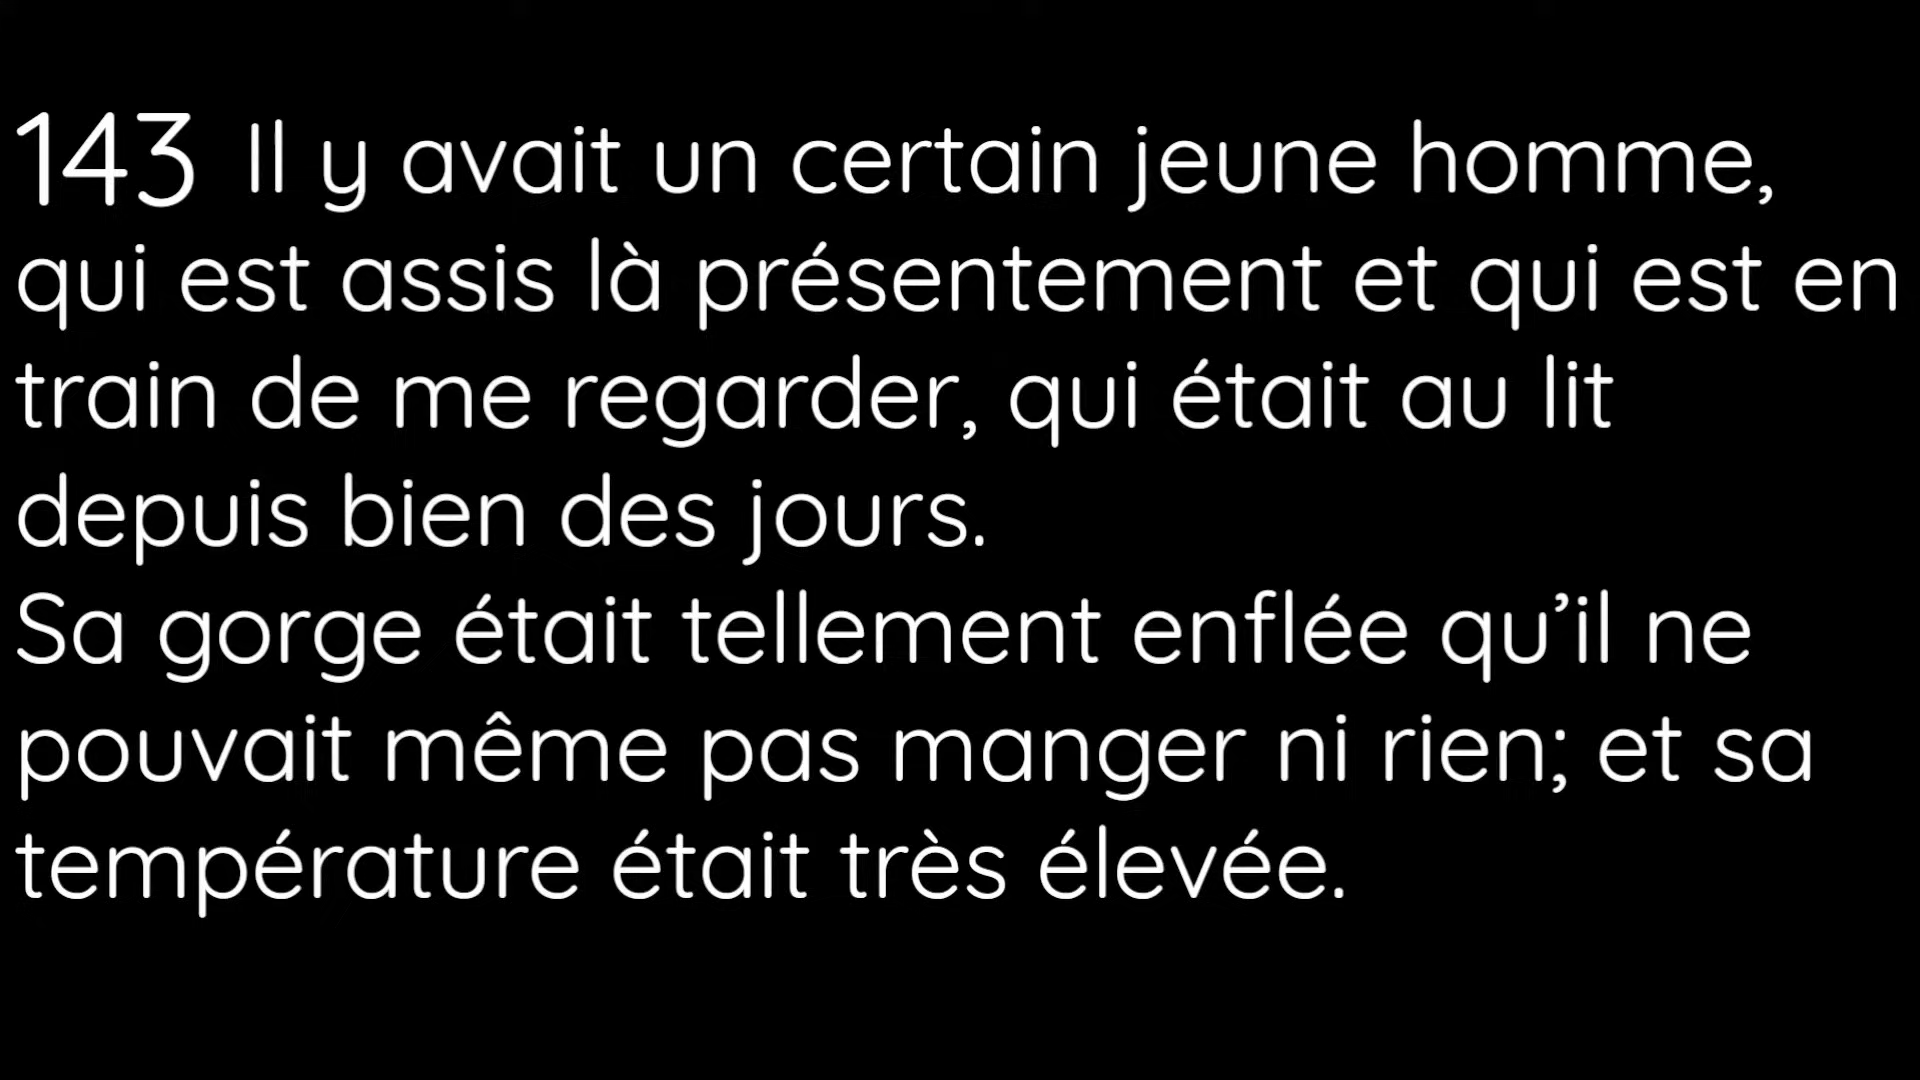 143 Il y avait un certain jeune homme,
qui est assis là présentement et qui est en
train de me regarder, qui était au lit
depuis bien des jours.
Sa gorge était tellement enflée qu’il ne
pouvait même pas manger ni rien; et sa
température était très élevée.